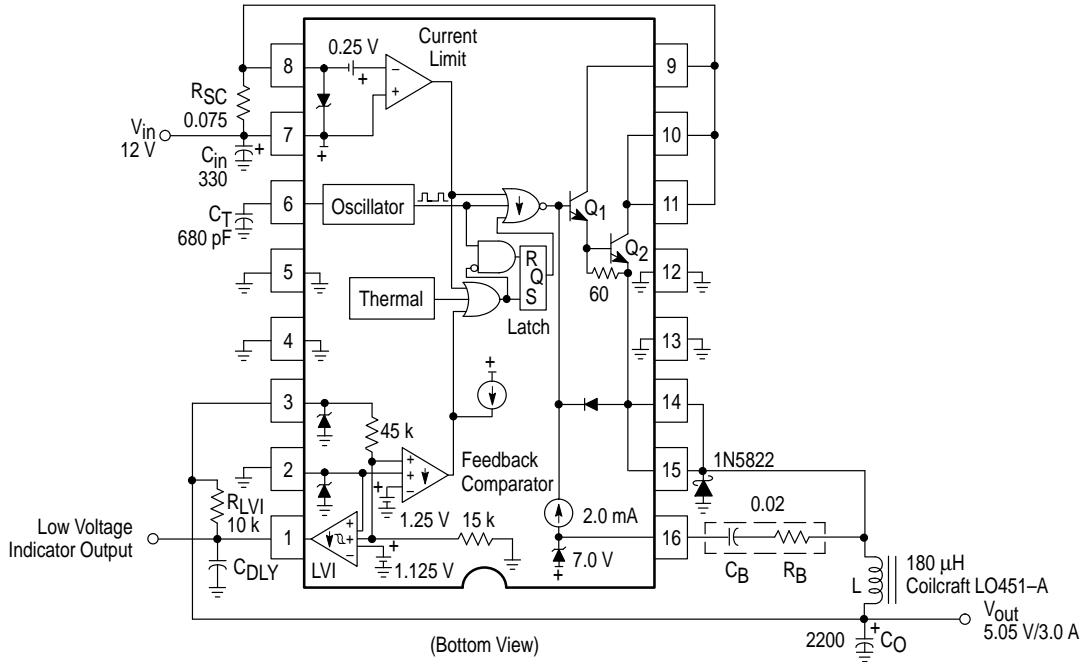 Current
Limit
0.25 V
–
+
+
+
8
9
RSC
0.075
Vin
12 V
7
10
Cin
330
+
Oscillator
Q1
6
11
CT
680 pF
Q2
R
Q
S
5
12
60
Thermal
Latch
4
13
+
3
14
45 k
Feedback
Comparator
+
+
–
+
2
15
1N5822
RLVI
10 k
1.25 V
15 k
2.0 mA
0.02
Low Voltage
Indicator Output
1
+
+
–
+
16
CDLY
LVI
1.125 V
7.0 V
+
CB
RB
L
180 µH
Coilcraft LO451–A
Vout
5.05 V/3.0 A
(Bottom View)
2200
+
CO